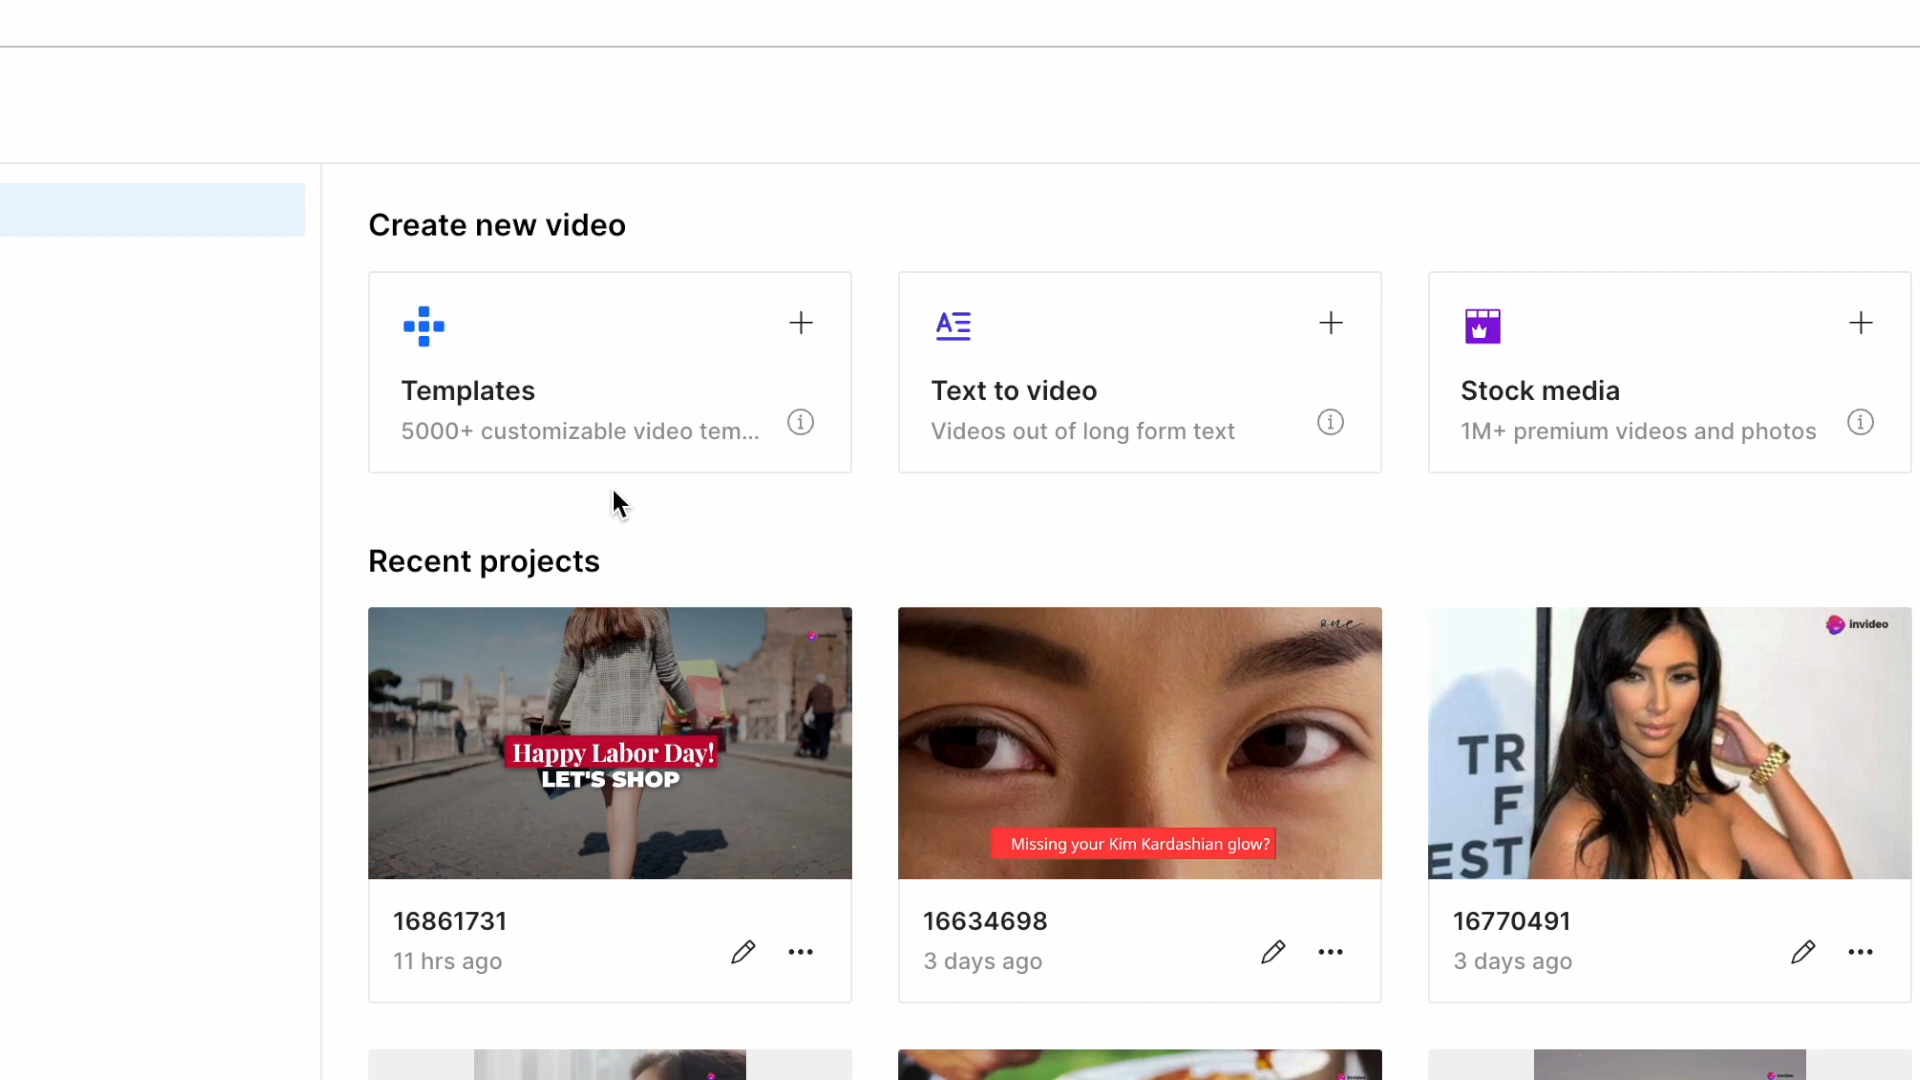 Create new video
Templates
5000+ customizable video tem...
Text to video
Videos out of long form text
Stock media
1M+ premium videos and photos
Recent projects
Happy Labor Day!
LET'S SHOP
one
Missing your Kim Kardashian glow?
invideo
TR
F
EST
16861731
11 hrs ago
16634698
3 days ago
16770491
3 days ago